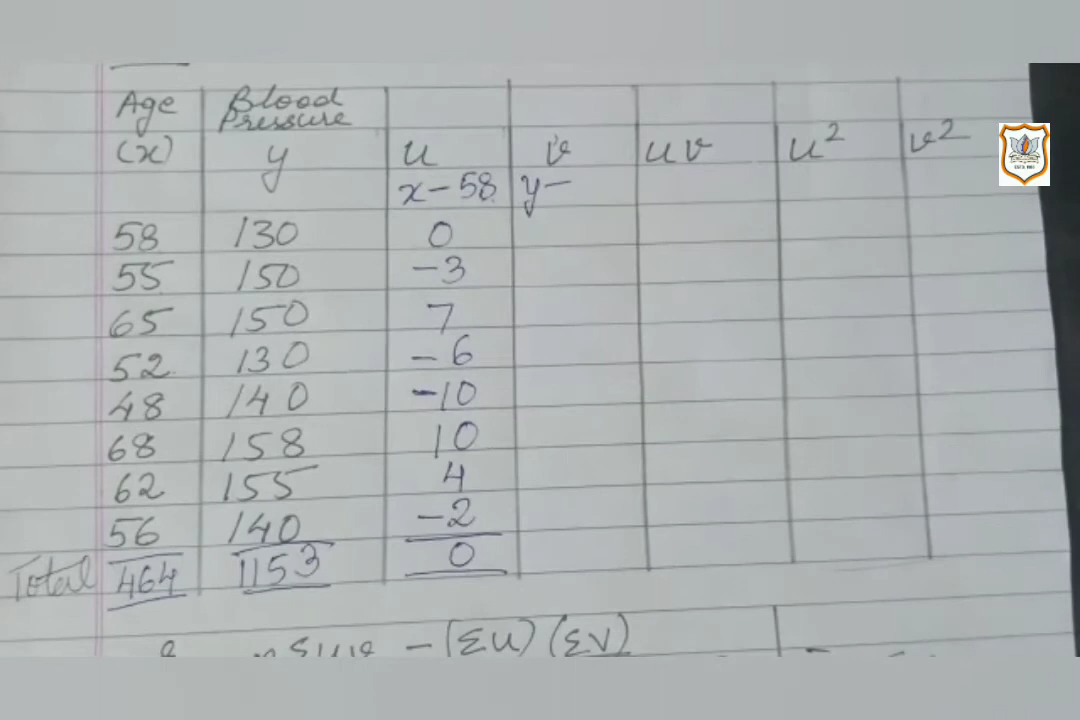 Age Blood Pressure
(x) y u v uv u² v²
x-58 y-
58 130 0
55 150 -3
65 150 7
52 130 -6
48 140 -10
68 158 10
62 155 4
56 140 -2
Total 464 1153 0
nΣuv - (Σu) (Σv)